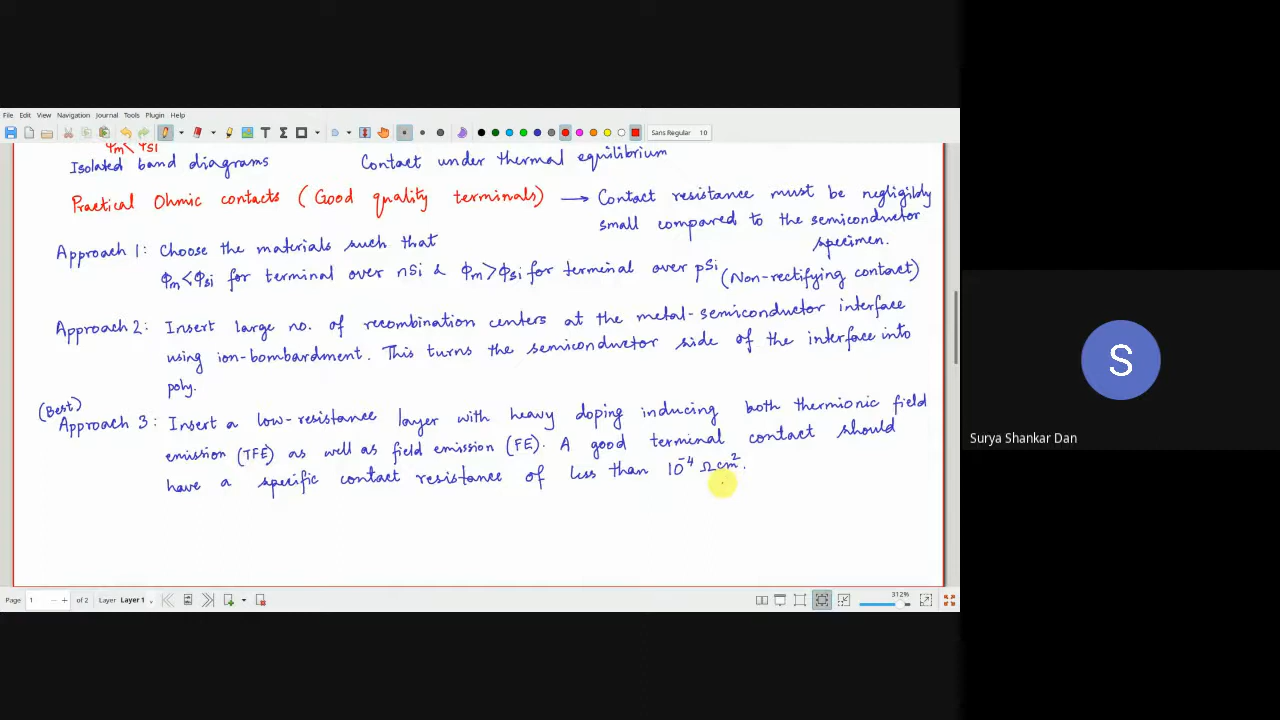 File Edit View Navigation Journal Tools Plugin Help
Sans Regular 10
Φm< Φsi
Isolated band diagrams Contact under thermal equilibrium
Practical Ohmic contacts (Good quality terminals) → Contact resistance must be negligibly
small compared to the semiconductor
specimen.
Approach 1: Choose the materials such that
Φm<Φsi for terminal over nSi & Φm>Φsi for terminal over pSi (Non-rectifying contact)
Approach 2: Insert large no. of recombination centers at the metal-semiconductor interface
using ion-bombardment. This turns the semiconductor side of the interface into
poly.
(Best)
Approach 3: Insert a low-resistance layer with heavy doping inducing both thermionic field
emission (TFE) as well as field emission (FE). A good terminal contact should
have a specific contact resistance of less than 10⁻⁴ Ωcm².
Page 1 of 2 Layer Layer 1 312%
S
Surya Shankar Dan